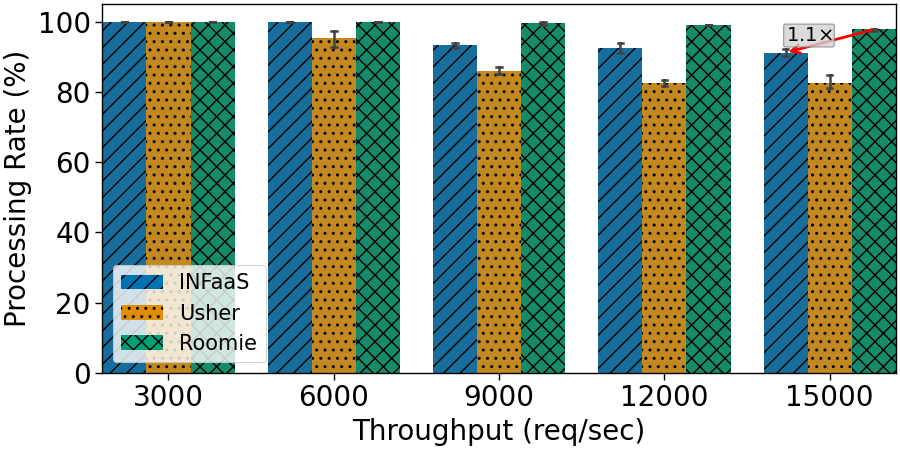 Processing Rate (%)
100
80
60
40
20
0
1.1×
INFaaS
Usher
Roomie
3000 6000 9000 12000 15000
Throughput (req/sec)